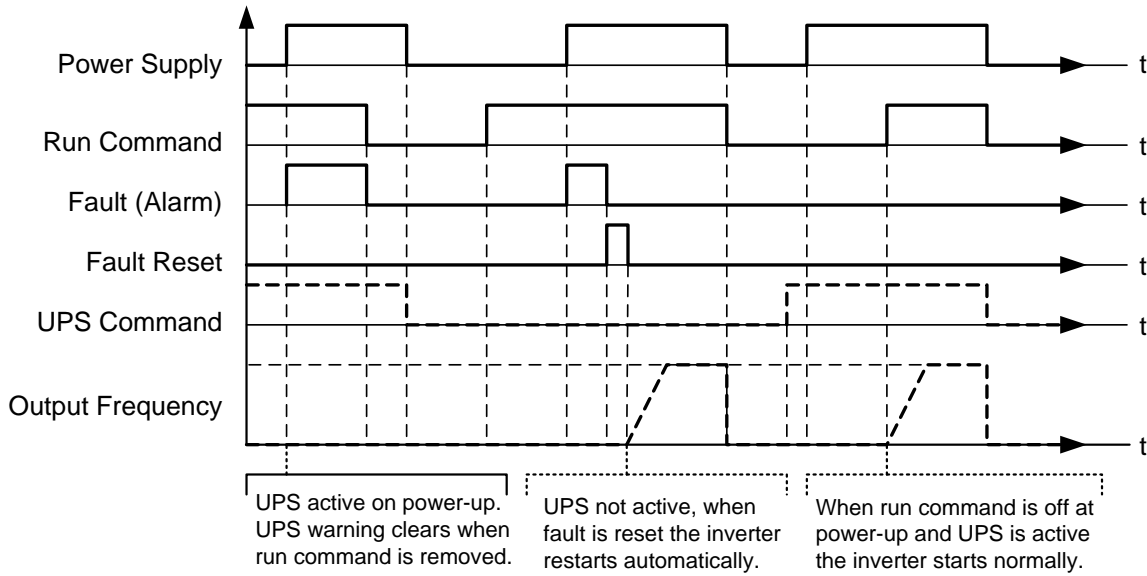 Power Supply
t
Run Command
t
Fault (Alarm)
t
Fault Reset
t
UPS Command
t
Output Frequency
t
UPS active on power-up.
UPS warning clears when
run command is removed.
UPS not active, when
fault is reset the inverter
restarts automatically.
When run command is off at
power-up and UPS is active
the inverter starts normally.